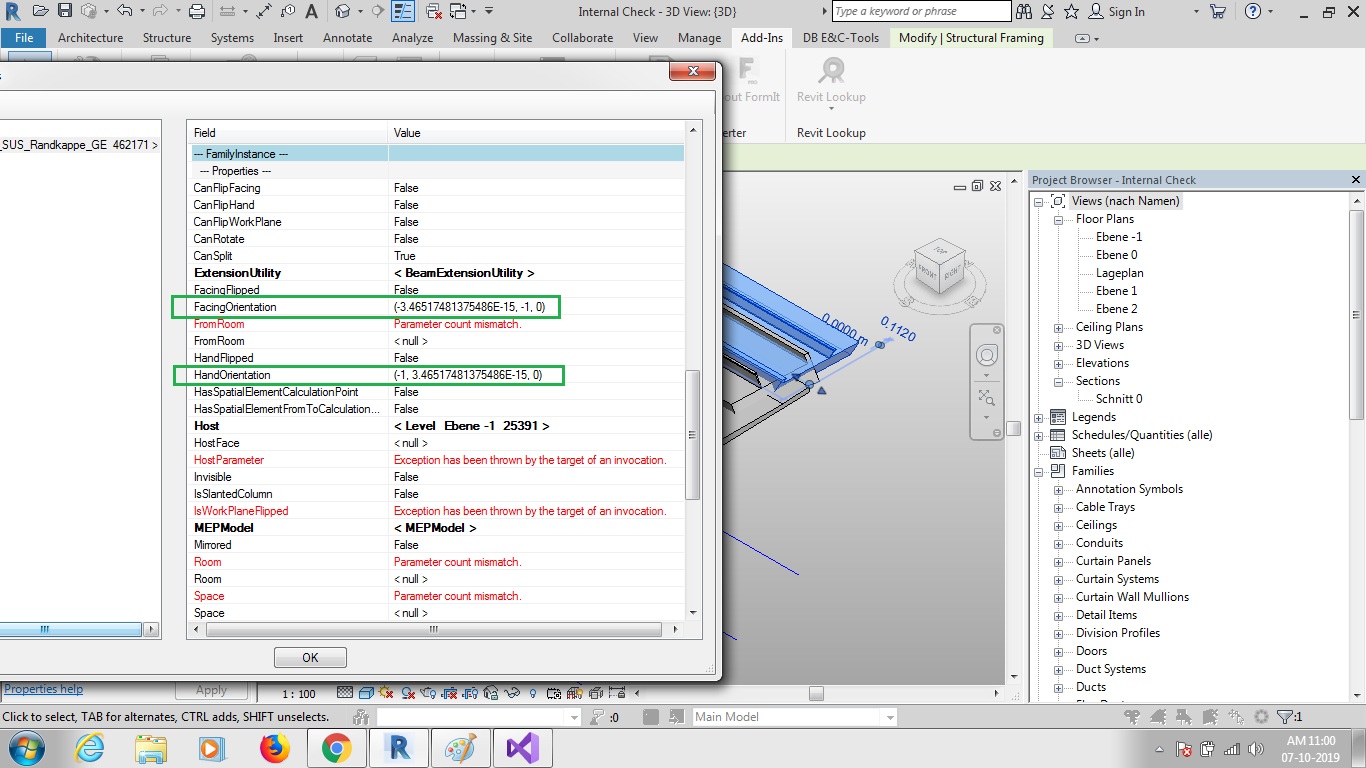 Internal Check - 3D View: {3D}
Type a keyword or phrase
Sign In
File Architecture Structure Systems Insert Annotate Analyze Massing & Site Collaborate View Manage Add-Ins DB E&C-Tools Modify | Structural Framing
out FormIt
Revit Lookup
erter
Revit Lookup
_SUS_Randkappe_GE 462171 >
Field Value
--- FamilyInstance ---
--- Properties ---
CanFlipFacing False
CanFlipHand False
CanFlipWorkPlane False
CanRotate False
CanSplit True
ExtensionUtility < BeamExtensionUtility >
FacingFlipped False
FacingOrientation (-3.46517481375486E-15, -1, 0)
FromRoom Parameter count mismatch.
FromRoom < null >
HandFlipped False
HandOrientation (-1, 3.46517481375486E-15, 0)
HasSpatialElementCalculationPoint False
HasSpatialElementFromToCalculation... False
Host < Level Ebene -1 25391 >
HostFace < null >
HostParameter Exception has been thrown by the target of an invocation.
Invisible False
IsSlantedColumn False
IsWorkPlaneFlipped Exception has been thrown by the target of an invocation.
MEPModel < MEPModel >
Mirrored False
Room Parameter count mismatch.
Room < null >
Space Parameter count mismatch.
Space < null >
OK
TOP
FRONT RIGHT
0.0000 m
0.1120
Project Browser - Internal Check
Views (nach Namen)
Floor Plans
Ebene -1
Ebene 0
Lageplan
Ebene 1
Ebene 2
Ceiling Plans
3D Views
Elevations
Sections
Schnitt 0
Legends
Schedules/Quantities (alle)
Sheets (alle)
Families
Annotation Symbols
Cable Trays
Ceilings
Conduits
Curtain Panels
Curtain Systems
Curtain Wall Mullions
Detail Items
Division Profiles
Doors
Duct Systems
Ducts
Properties help
Apply
1 : 100
Click to select, TAB for alternates, CTRL adds, SHIFT unselects.
:0
Main Model
:1
AM 11:00
07-10-2019